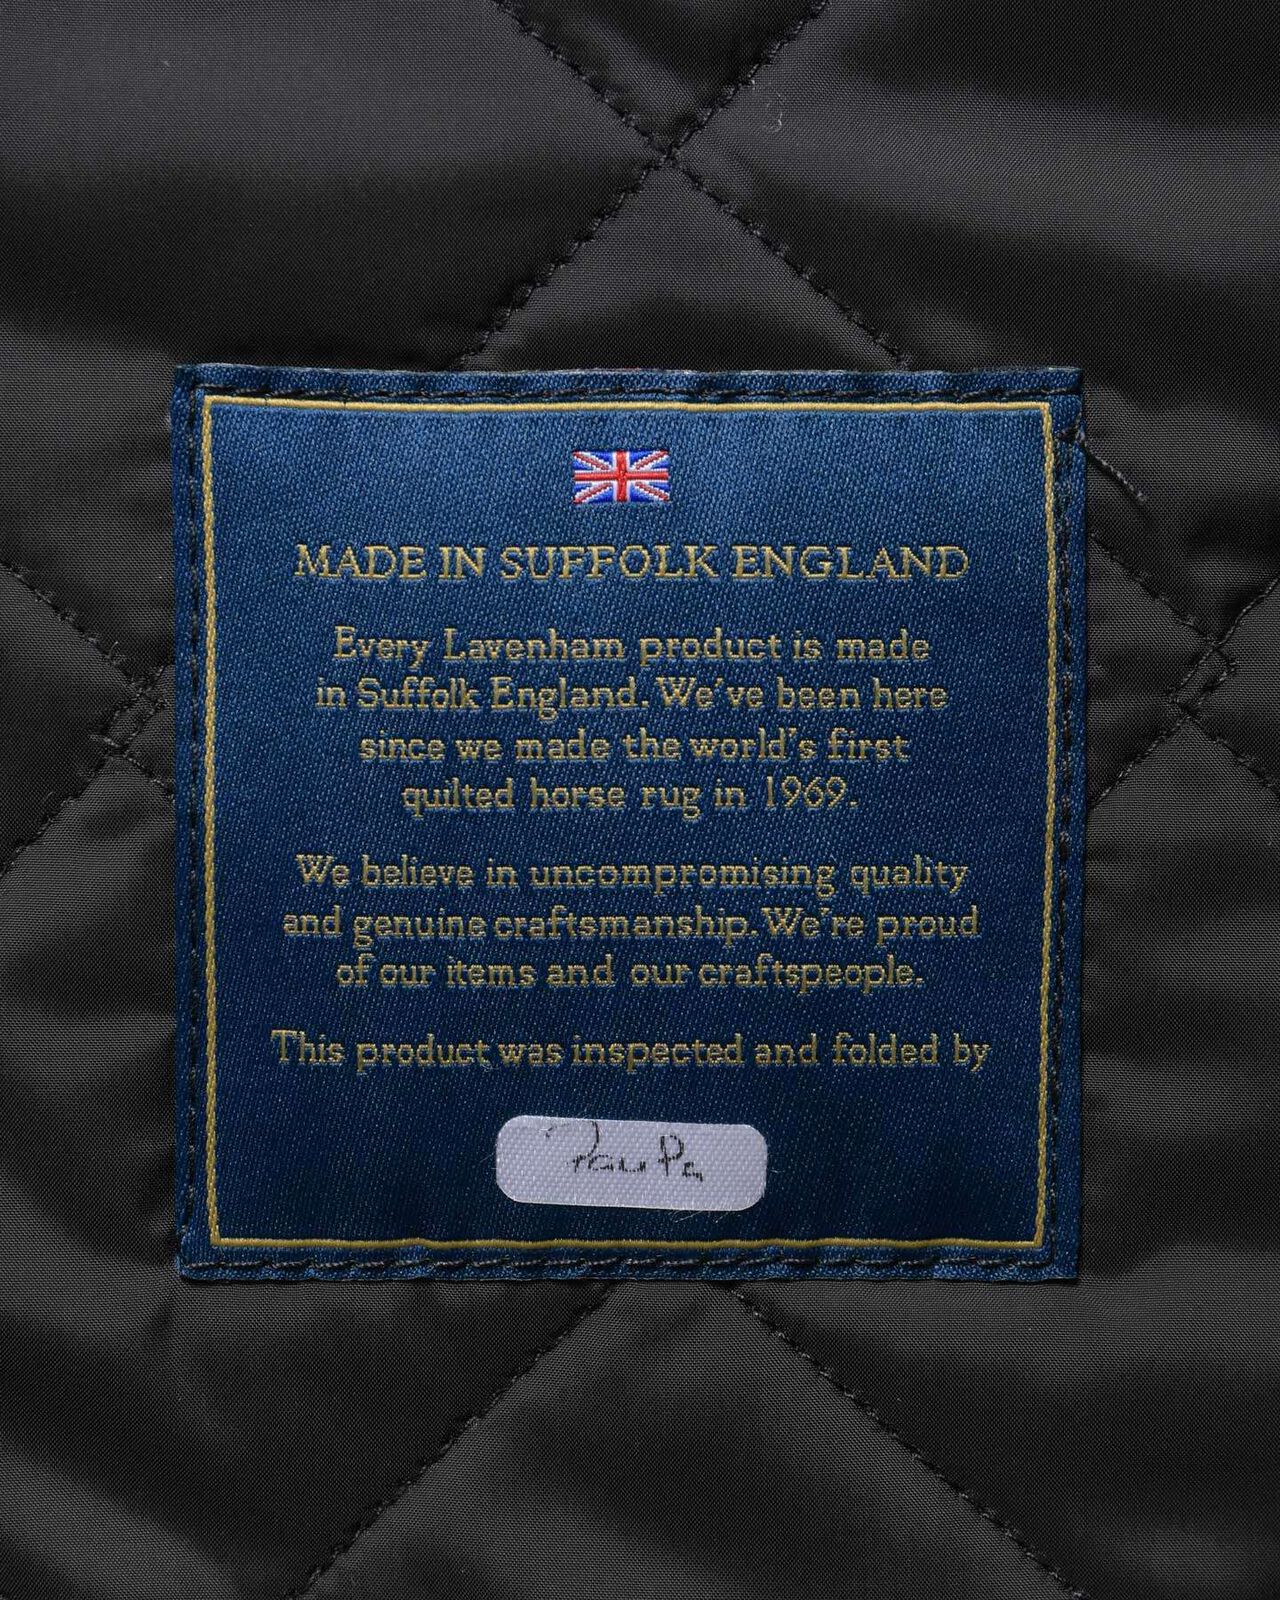 MADE IN SUFFOLK ENGLAND
Every Lavenham product is made
in Suffolk England. We've been here
since we made the world's first
quilted horse rug in 1969.
We believe in uncompromising quality
and genuine craftsmanship. We're proud
of our items and our craftspeople.
This product was inspected and folded by